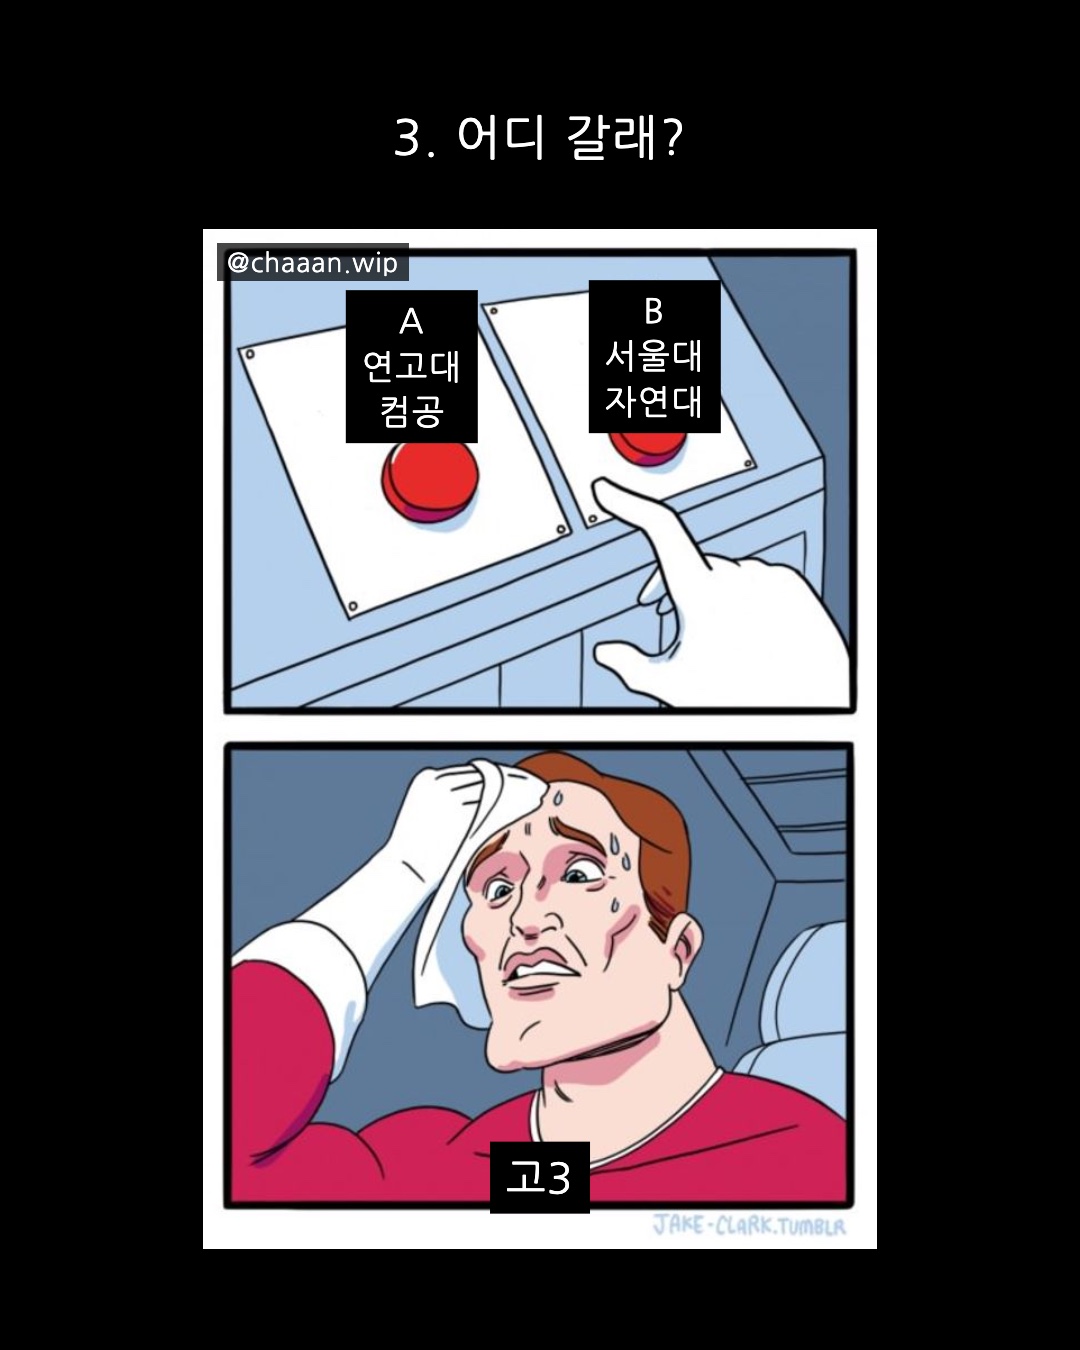 3. 어디 갈래?
@chaaan.wip
A
연고대
컴공
B
서울대
자연대
고3
JAKE-CLARK.TUMBLR